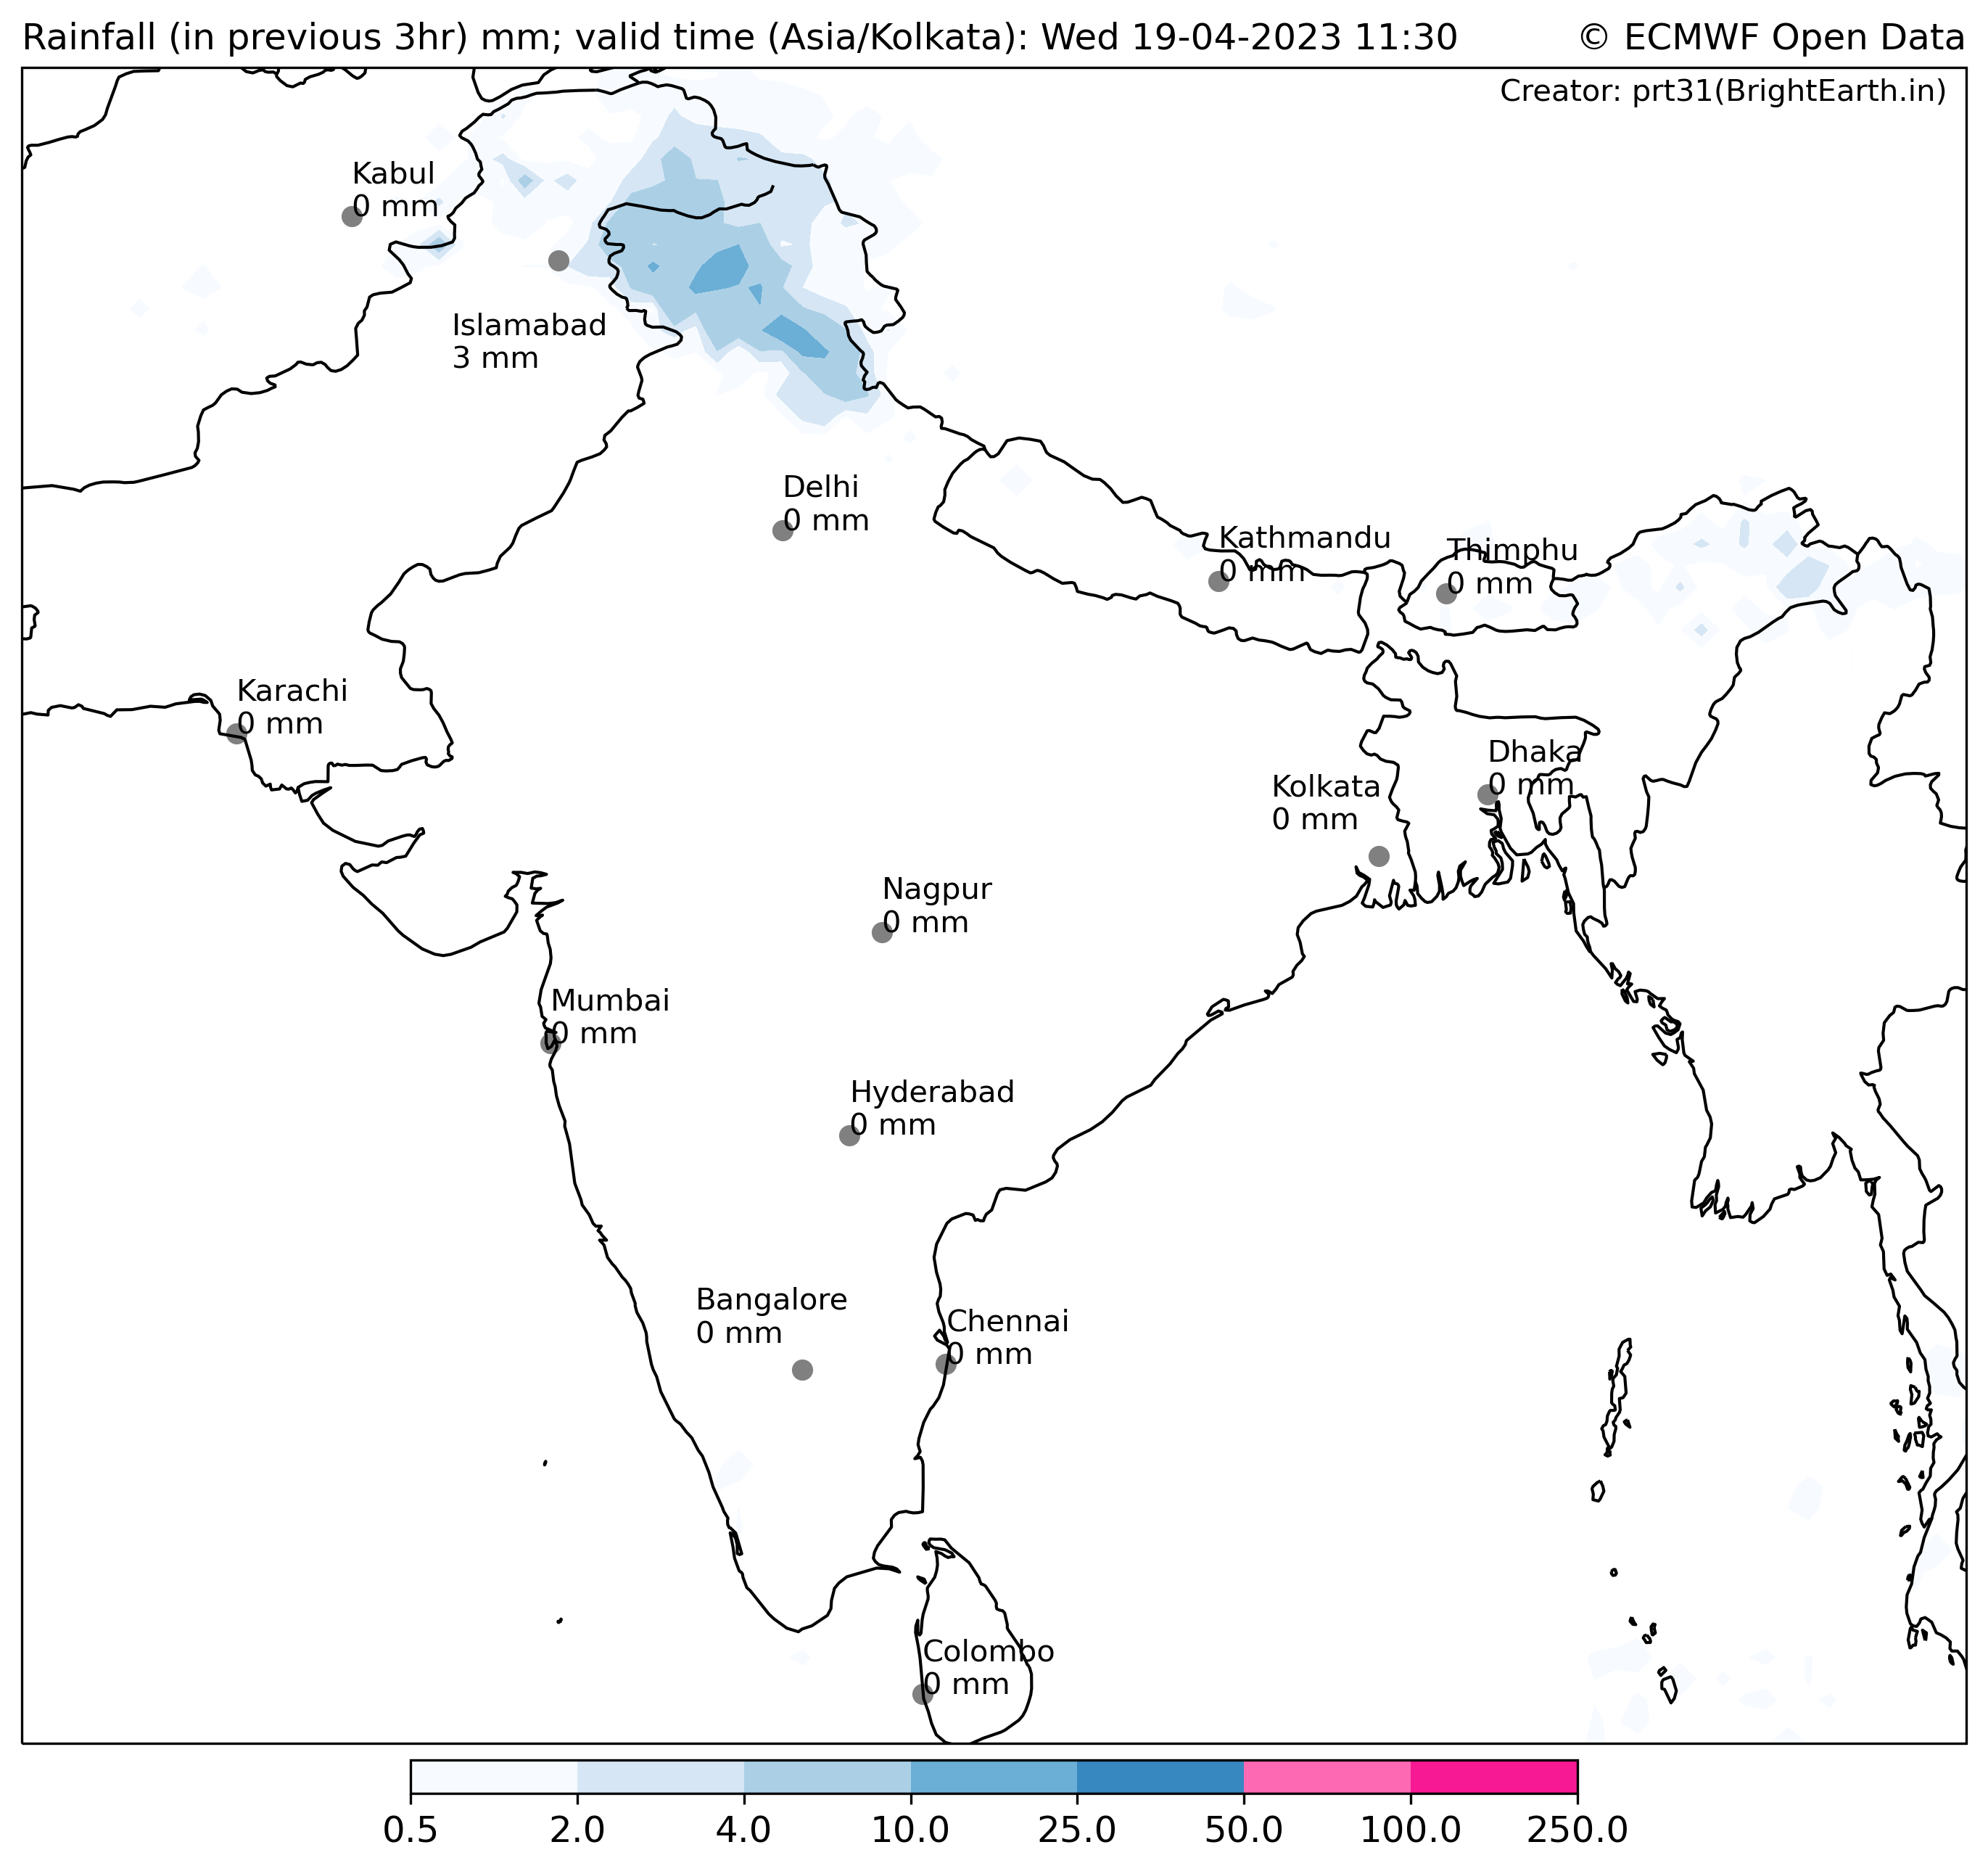 Rainfall (in previous 3hr) mm; valid time (Asia/Kolkata): Wed 19-04-2023 11:30
© ECMWF Open Data
Creator: prt31(BrightEarth.in)
Kabul
0 mm
Islamabad
3 mm
Delhi
0 mm
Kathmandu
0 mm
Thimphu
0 mm
Karachi
0 mm
Dhaka
0 mm
Kolkata
0 mm
Nagpur
0 mm
Mumbai
0 mm
Hyderabad
0 mm
Bangalore
0 mm
Chennai
0 mm
Colombo
0 mm
0.5 2.0 4.0 10.0 25.0 50.0 100.0 250.0